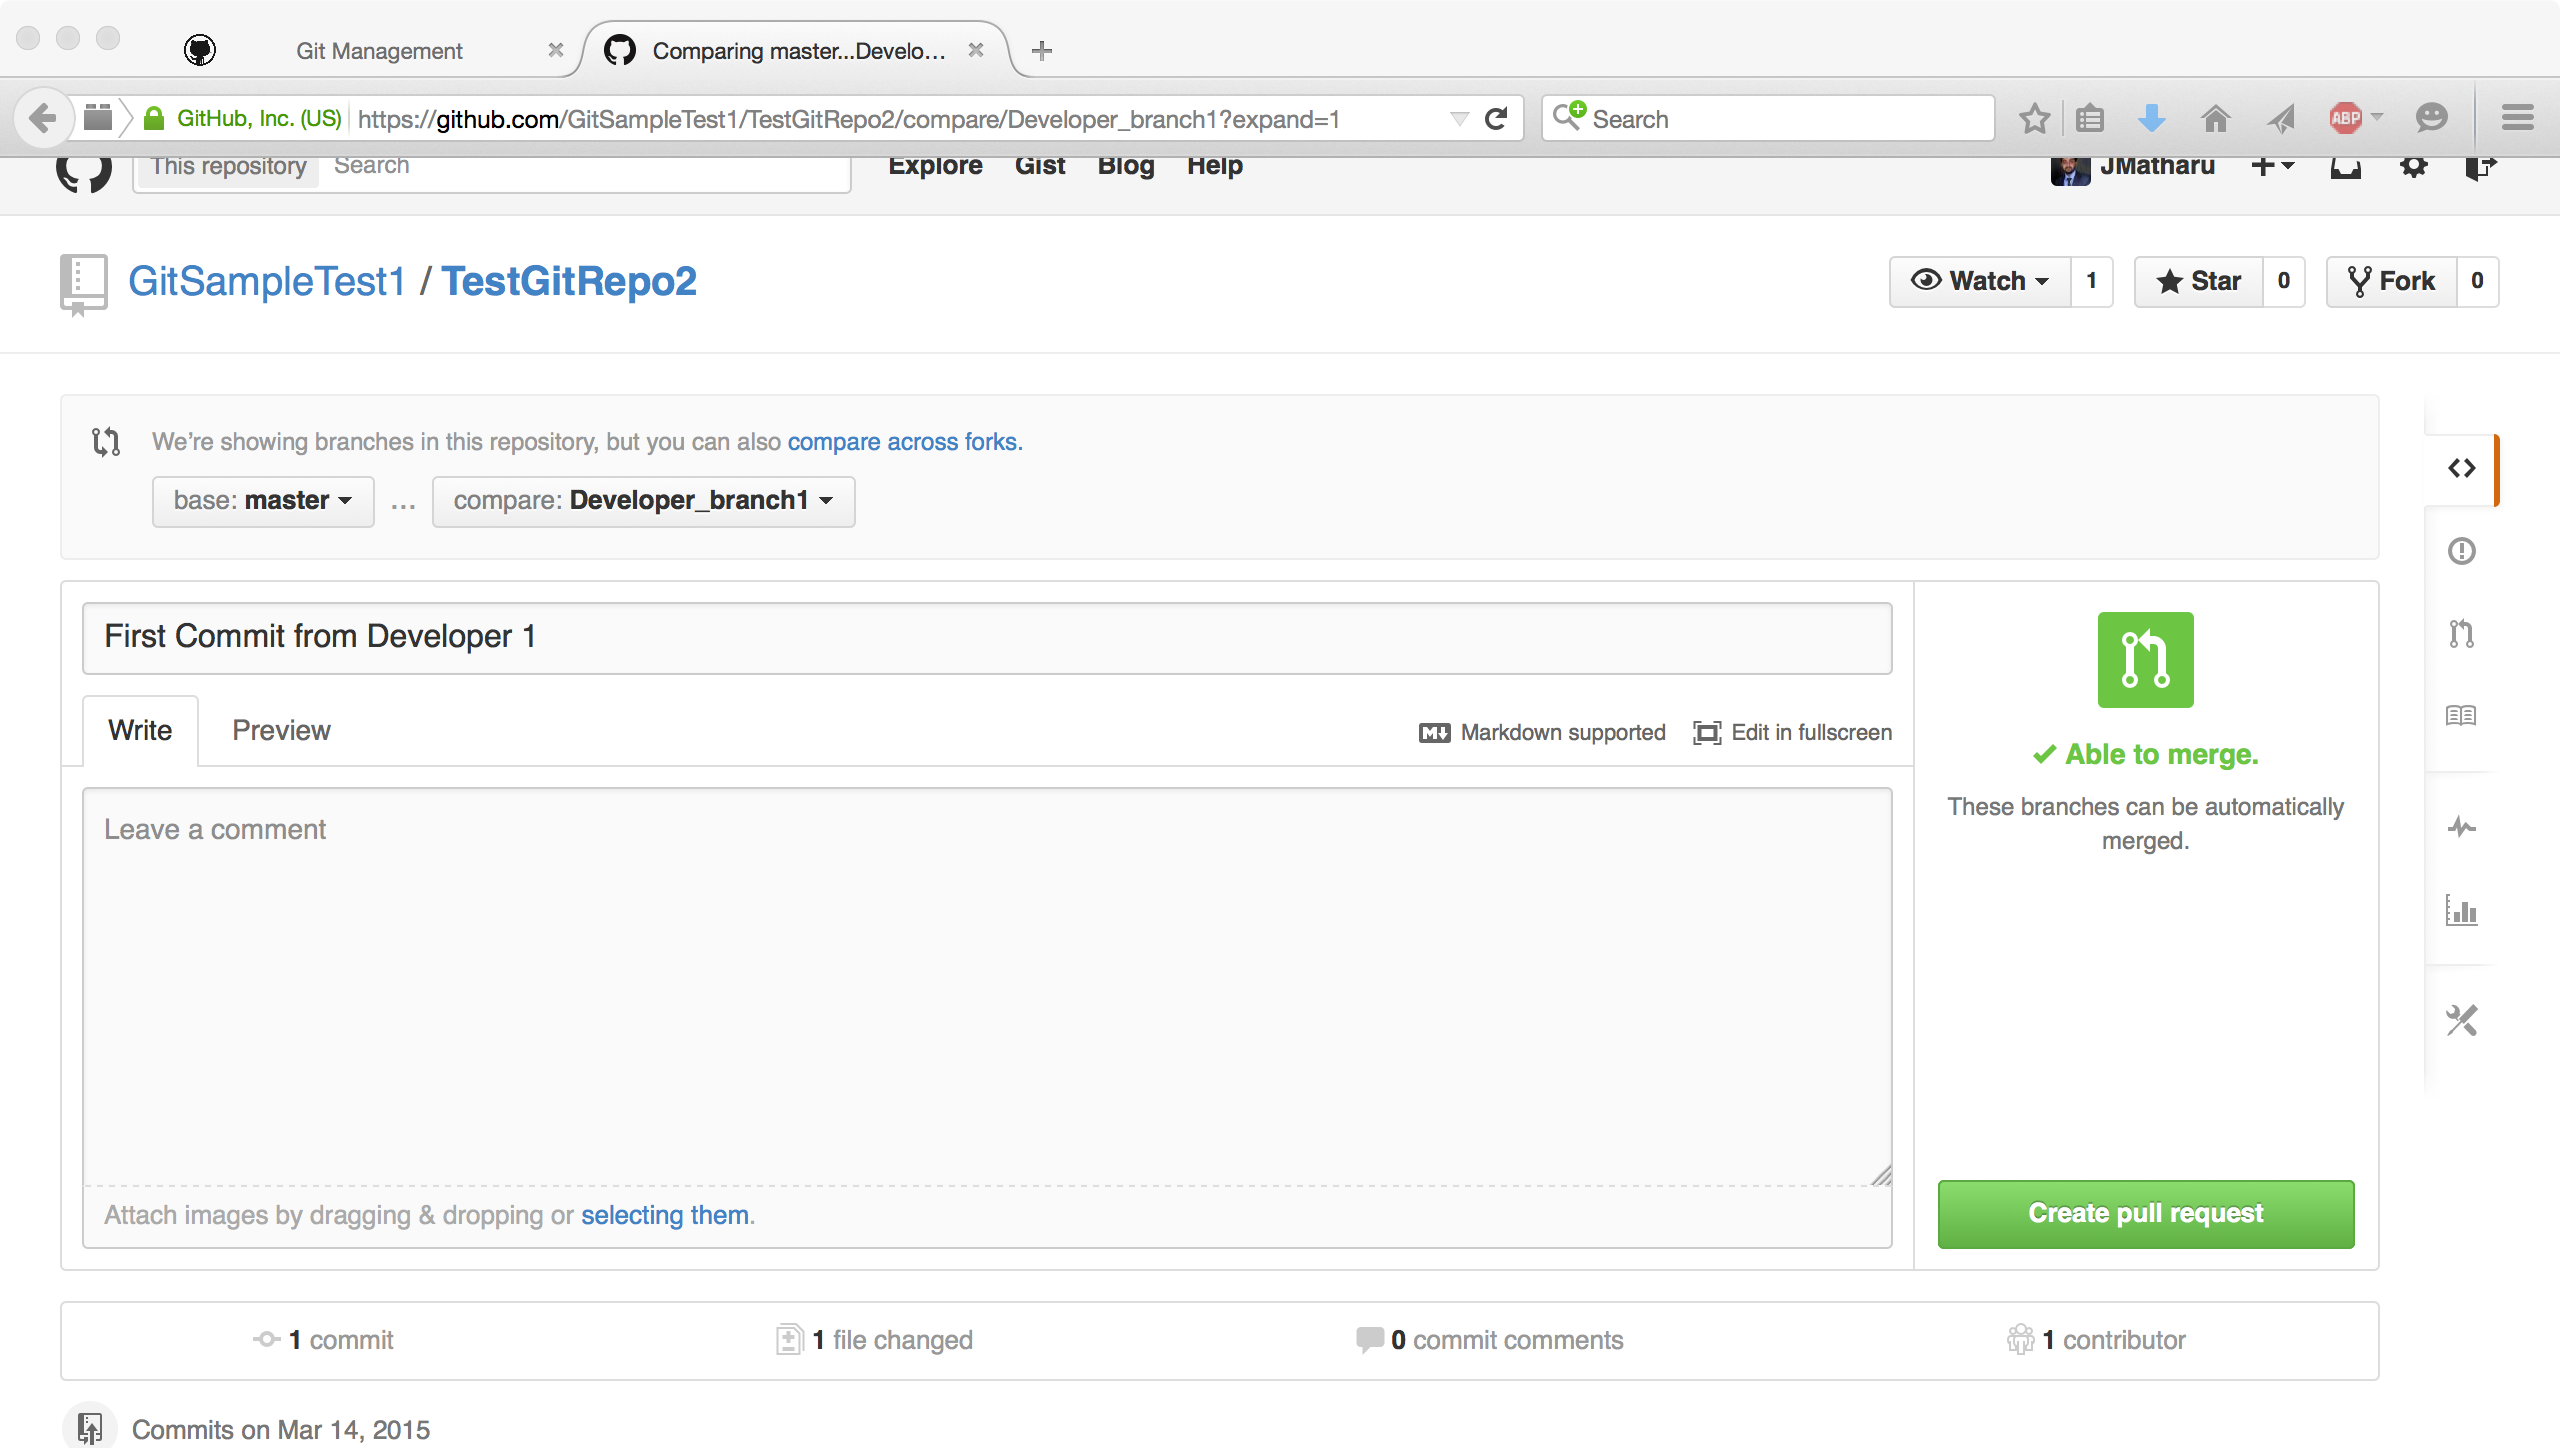 Git Management
Comparing master...Develo...
GitHub, Inc. (US) https://github.com/GitSampleTest1/TestGitRepo2/compare/Developer_branch1?expand=1 Search ABP
This repository Search Explore Gist Blog Help JMatharu
GitSampleTest1 / TestGitRepo2 Watch 1 Star 0 Fork 0
We're showing branches in this repository, but you can also compare across forks.
base: master ... compare: Developer_branch1
First Commit from Developer 1
Write Preview Markdown supported Edit in fullscreen
Able to merge.
These branches can be automatically
merged.
Leave a comment
Attach images by dragging & dropping or selecting them.
Create pull request
1 commit 1 file changed 0 commit comments 1 contributor
Commits on Mar 14, 2015